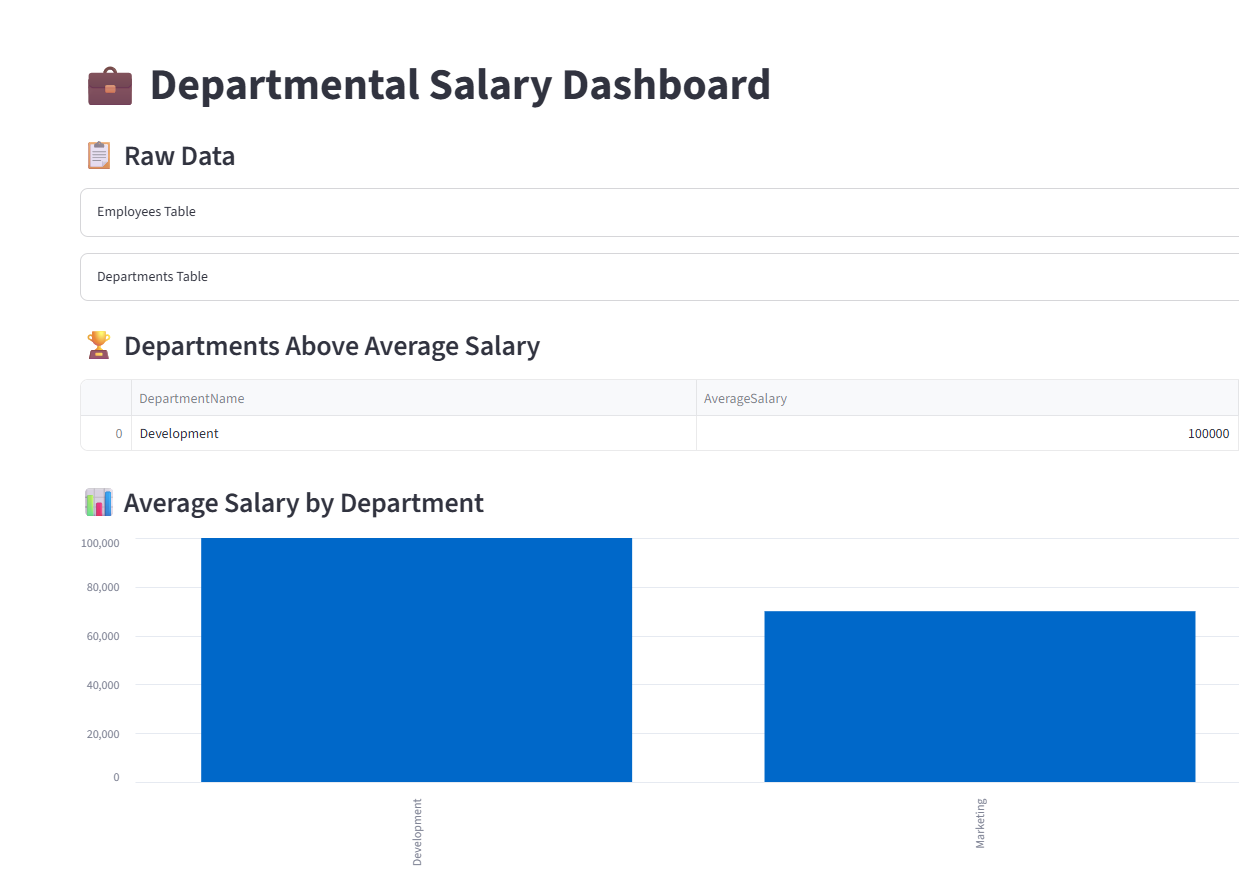 Departmental Salary Dashboard
Raw Data
Employees Table
Departments Table
Departments Above Average Salary
DepartmentName AverageSalary
0 Development 100000
Average Salary by Department
100,000
80,000
60,000
40,000
20,000
0
Development Marketing